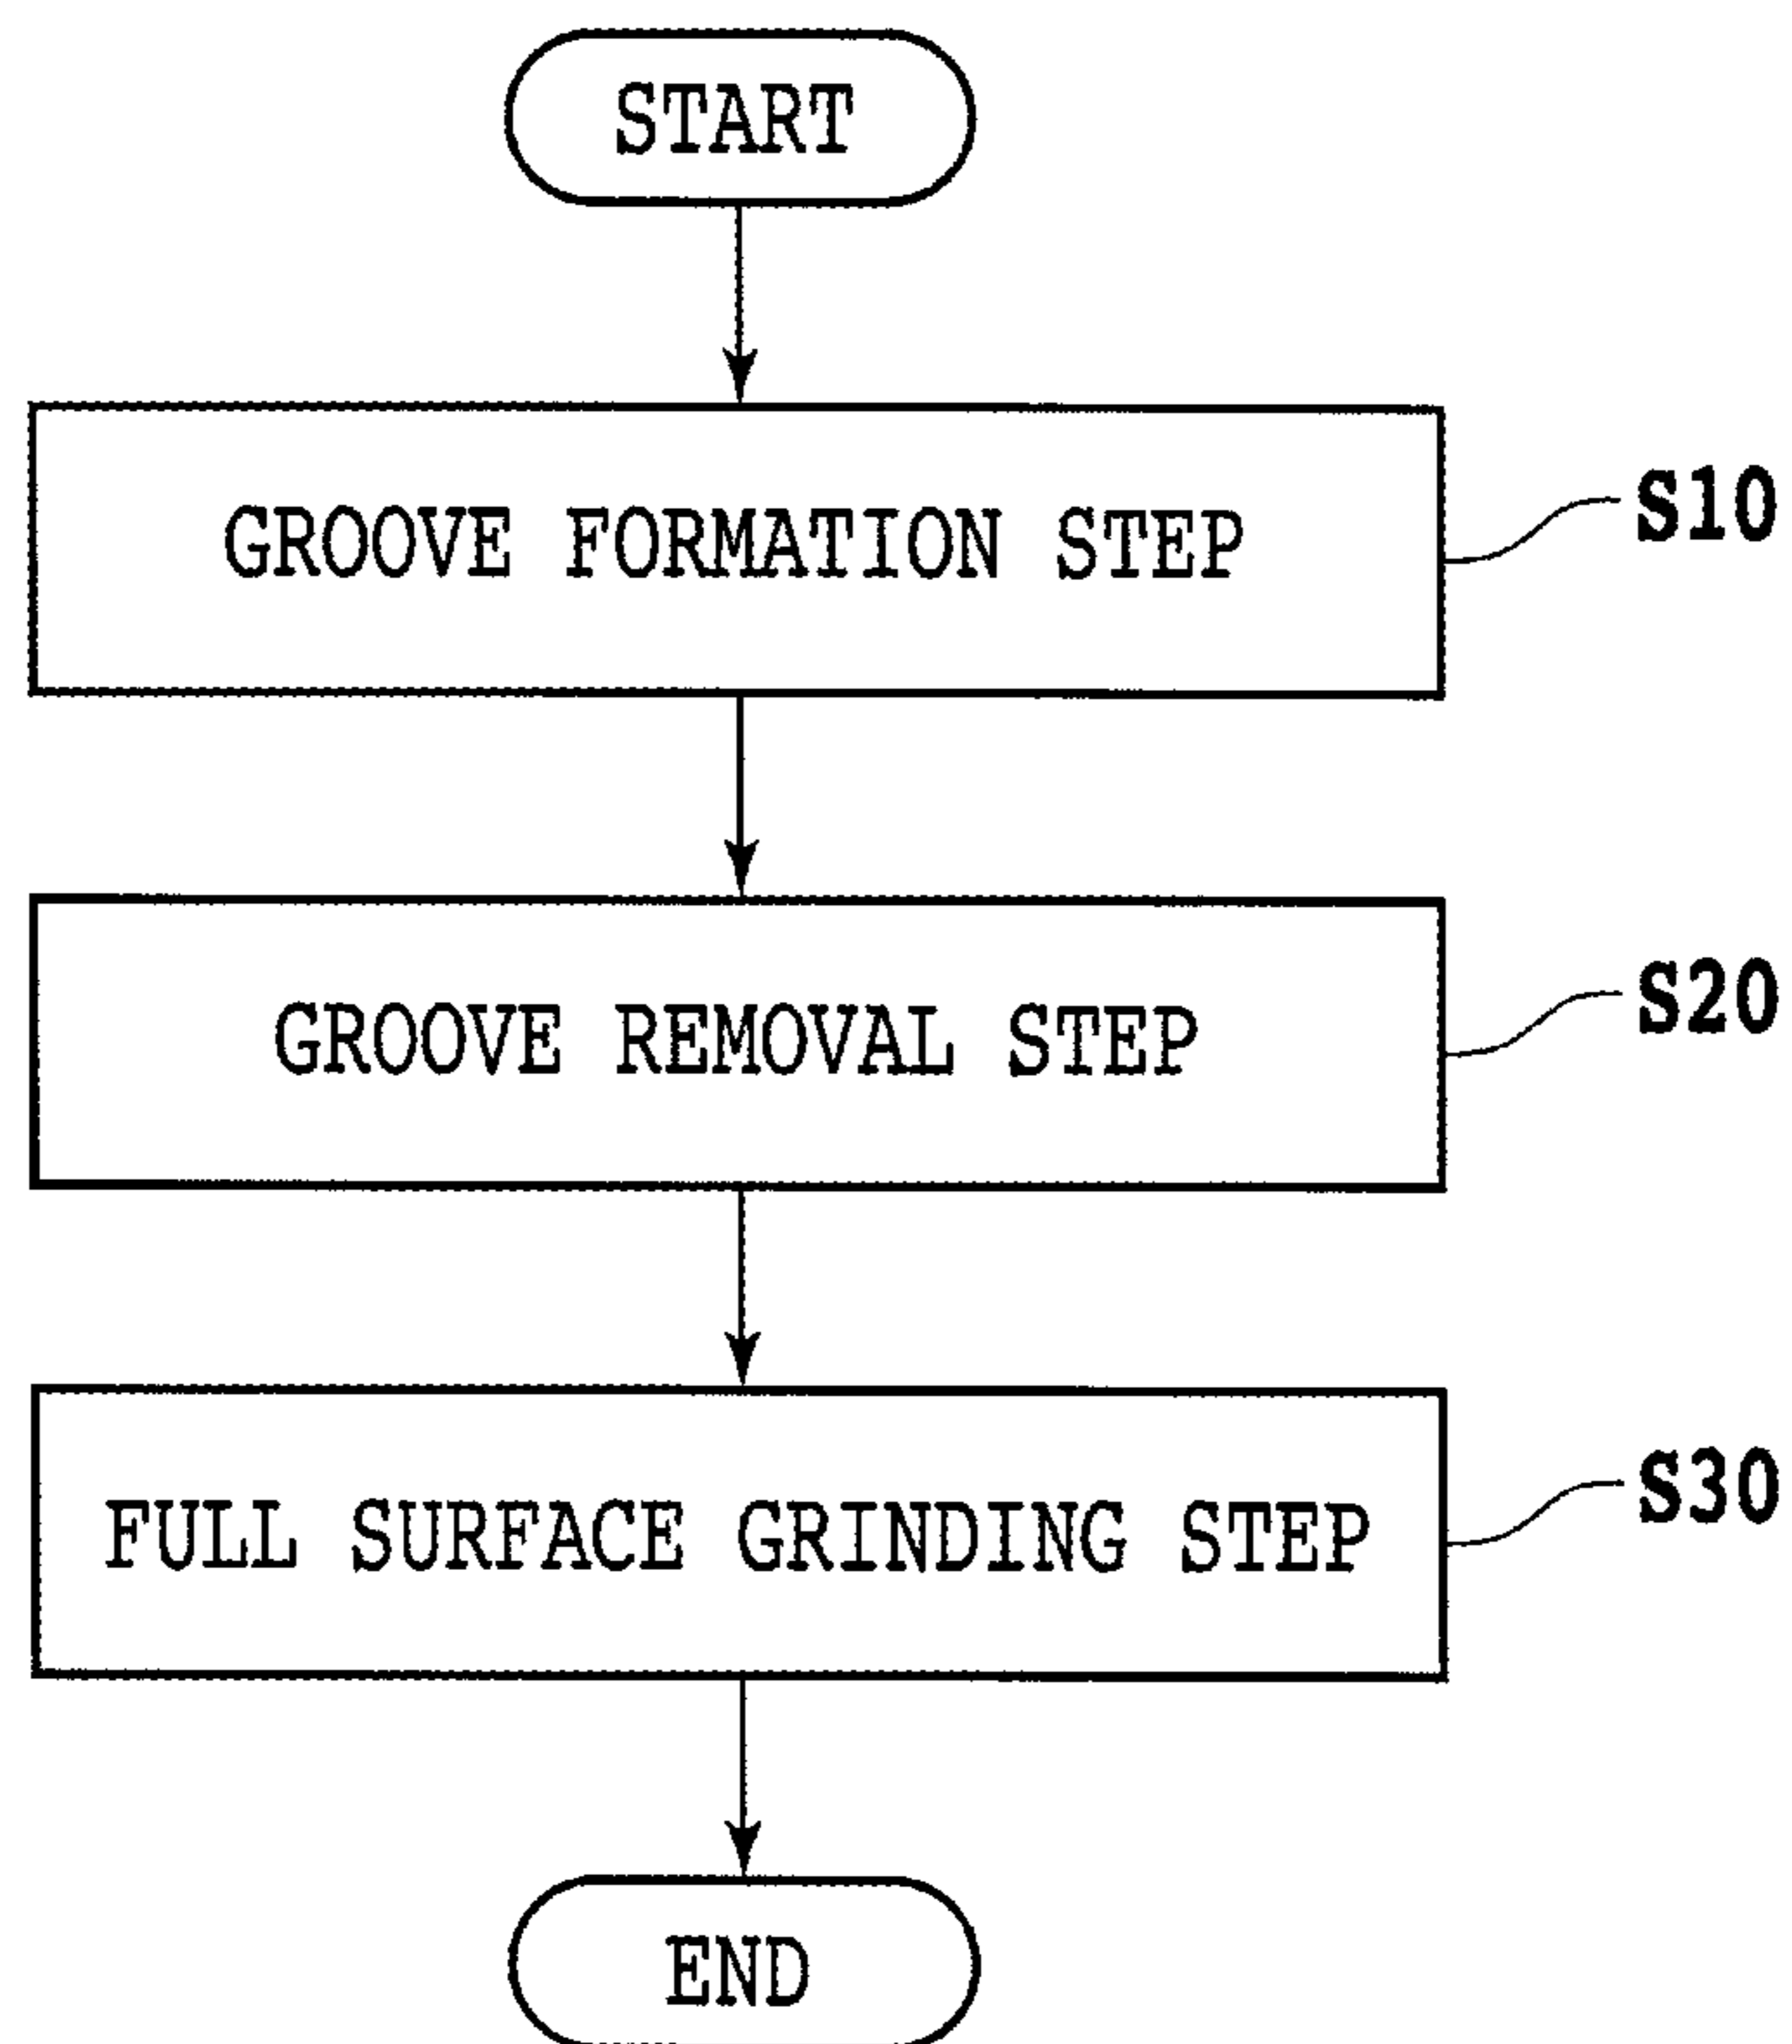 START
GROOVE FORMATION STEP
S10
GROOVE REMOVAL STEP
S20
FULL SURFACE GRINDING STEP
S30
END